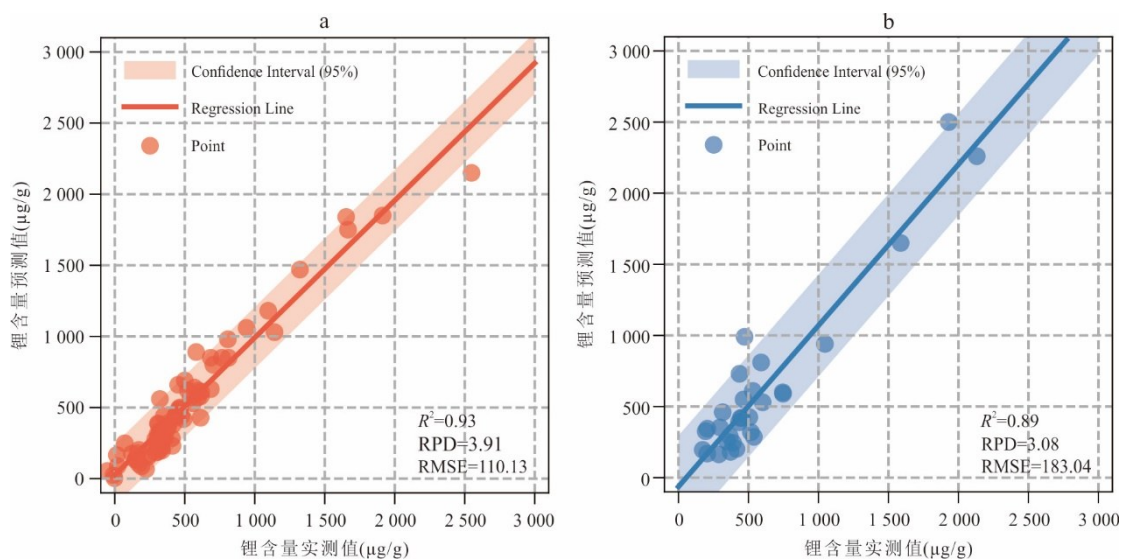 a
锂含量预测值(μg/g)
3 000
2 500
2 000
1 500
1 000
500
0
Confidence Interval (95%)
Regression Line
Point
R²=0.93
RPD=3.91
RMSE=110.13
0 500 1 000 1 500 2 000 2 500 3 000
锂含量实测值(μg/g)
b
锂含量预测值(μg/g)
3 000
2 500
2 000
1 500
1 000
500
0
Confidence Interval (95%)
Regression Line
Point
R²=0.89
RPD=3.08
RMSE=183.04
0 500 1 000 1 500 2 000 2 500 3 000
锂含量实测值(μg/g)